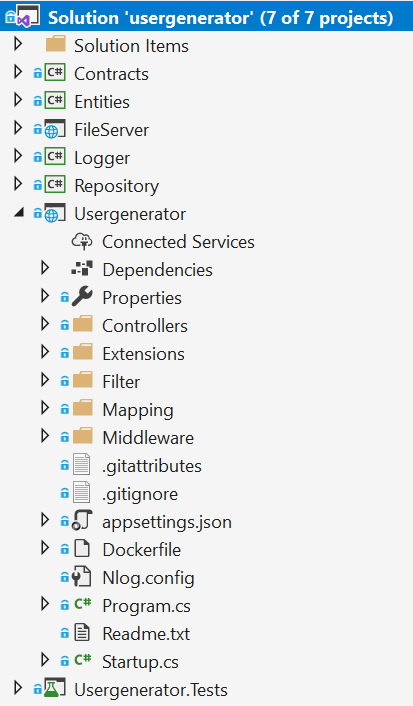 Solution 'usergenerator' (7 of 7 projects)
Solution Items
C# Contracts
C# Entities
FileServer
C# Logger
C# Repository
Usergenerator
Connected Services
Dependencies
Properties
Controllers
Extensions
Filter
Mapping
Middleware
.gitattributes
.gitignore
appsettings.json
Dockerfile
Nlog.config
C# Program.cs
Readme.txt
C# Startup.cs
Usergenerator.Tests